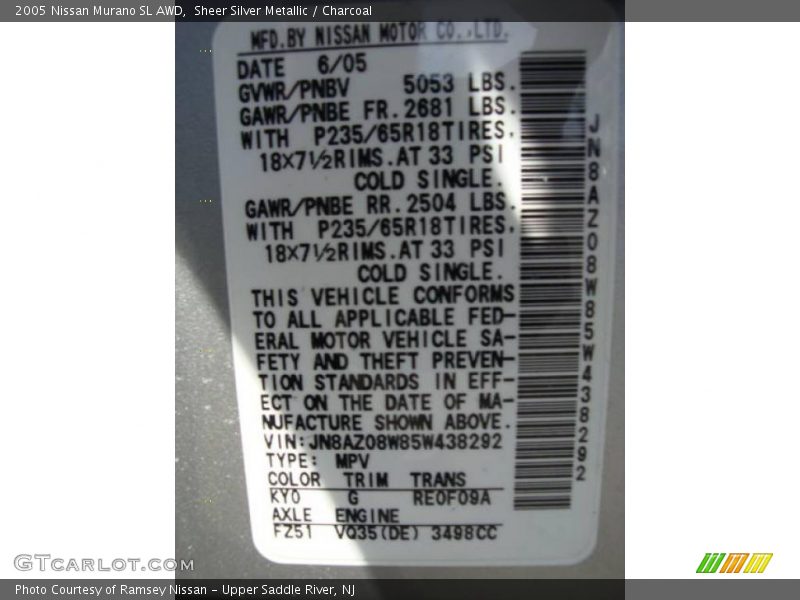 2005 Nissan Murano SL AWD,  Sheer Silver Metallic / Charcoal
MFD.BY NISSAN MOTOR CO.,LTD.
DATE 6/05
GVWR/PNBV 5053 LBS.
GAWR/PNBE FR.2681 LBS.
WITH P235/65R18TIRES.
18×7½RIMS.AT 33 PSI
COLD SINGLE.
GAWR/PNBE RR.2504 LBS.
WITH P235/65R18TIRES.
18×7½RIMS.AT 33 PSI
COLD SINGLE.
THIS VEHICLE CONFORMS
TO ALL APPLICABLE FED-
ERAL MOTOR VEHICLE SA-
FETY AND THEFT PREVEN-
TION STANDARDS IN EFF-
ECT ON THE DATE OF MA-
NUFACTURE SHOWN ABOVE.
VIN:JN8AZ08W85W438292
TYPE: MPV
COLOR TRIM TRANS
KY0 G RE0F09A
AXLE ENGINE
FZ51 VQ35(DE) 3498CC
JN8AZ08W85W438292
GTCarLot.com
Photo Courtesy of Ramsey Nissan - Upper Saddle River, NJ